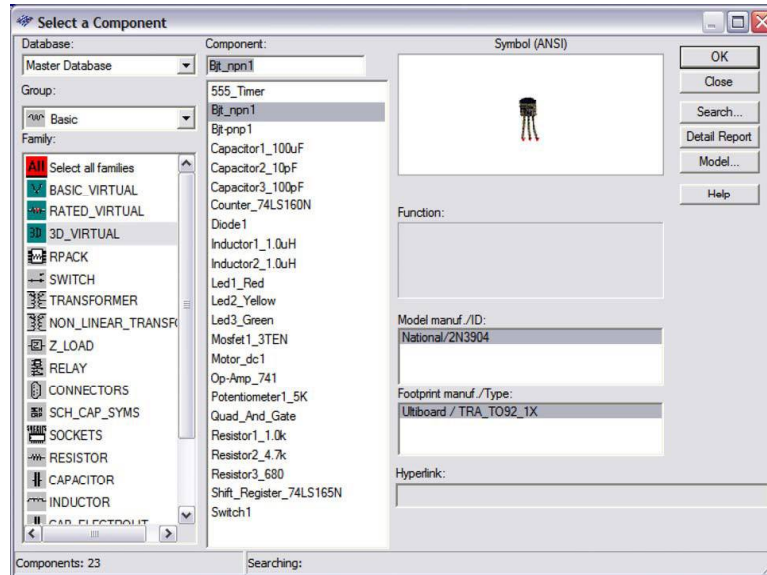 Select a Component
Database:
Master Database
Group:
Basic
Family:
All Select all families
BASIC_VIRTUAL
RATED_VIRTUAL
3D 3D_VIRTUAL
RPACK
SWITCH
TRANSFORMER
NON_LINEAR_TRANSF
Z_LOAD
RELAY
CONNECTORS
SCH_CAP_SYMS
SOCKETS
RESISTOR
CAPACITOR
INDUCTOR
CAP_ELECTROLIT
Component:
Bjt_npn1
555_Timer
Bjt_npn1
Bjt-pnp1
Capacitor1_100uF
Capacitor2_10pF
Capacitor3_100pF
Counter_74LS160N
Diode1
Inductor1_1.0uH
Inductor2_1.0uH
Led1_Red
Led2_Yellow
Led3_Green
Mosfet1_3TEN
Motor_dc1
Op-Amp_741
Potentiometer1_5K
Quad_And_Gate
Resistor1_1.0k
Resistor2_4.7k
Resistor3_680
Shift_Register_74LS165N
Switch1
Symbol (ANSI)
Function:
Model manuf./ID:
National/2N3904
Footprint manuf./Type:
Ultiboard / TRA_TO92_1X
Hyperlink:
OK
Close
Search...
Detail Report
Model...
Help
Components: 23
Searching: